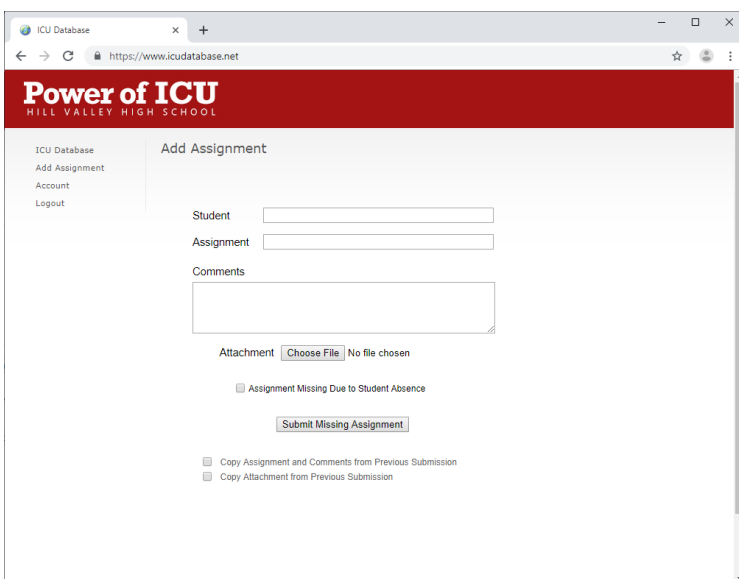 ICU Database
https://www.icudatabase.net
Power of ICU
HILL VALLEY HIGH SCHOOL
ICU Database
Add Assignment
Account
Logout
Add Assignment
Student
Assignment
Comments
Attachment Choose File No file chosen
Assignment Missing Due to Student Absence
Submit Missing Assignment
Copy Assignment and Comments from Previous Submission
Copy Attachment from Previous Submission